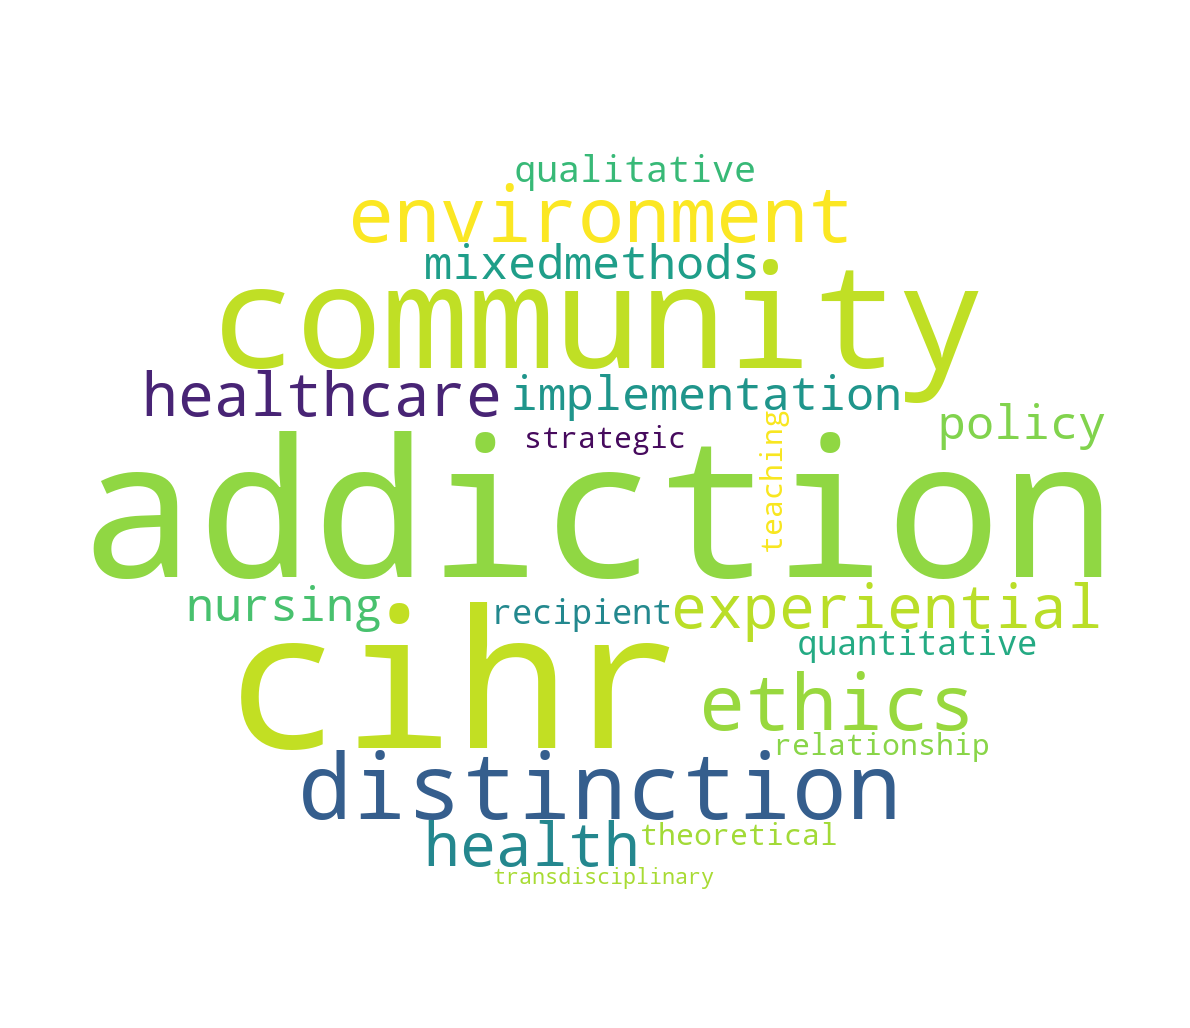 qualitative
environment
mixedmethods
community
healthcare
implementation
policy
strategic
teaching
addiction
nursing
recipient
experiential
quantitative
cihr
ethics
relationship
distinction
health
theoretical
transdisciplinary